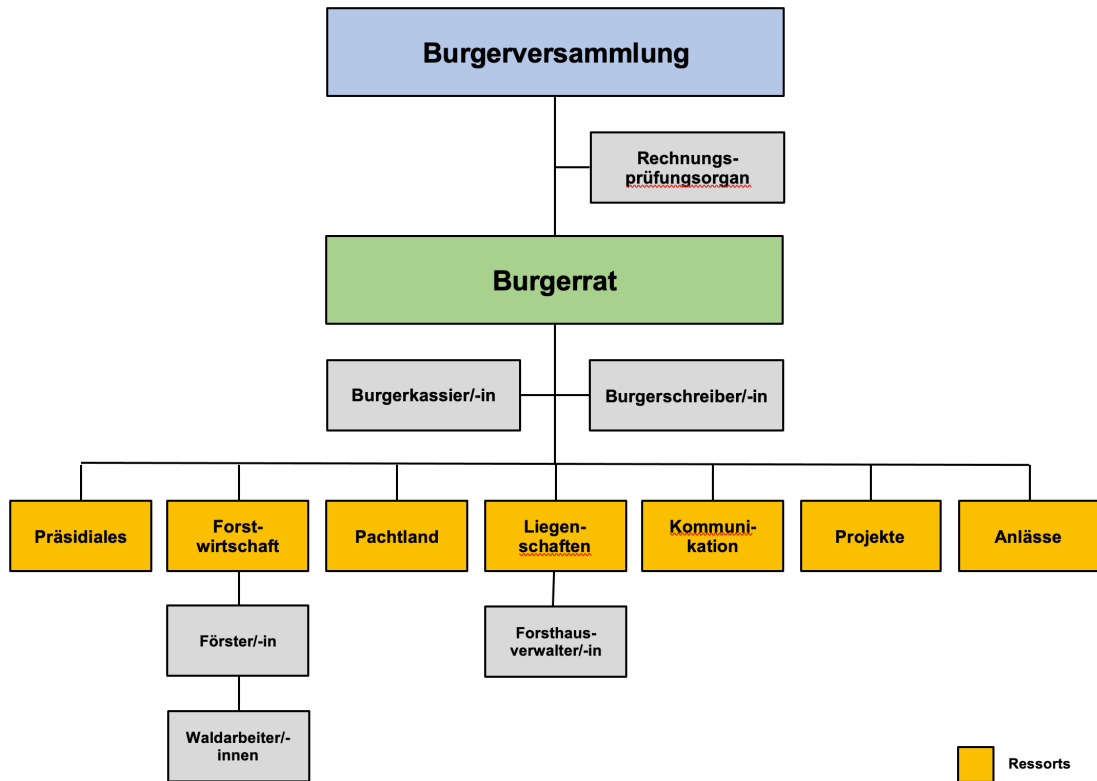 Burgerversammlung
Rechnungs-
prüfungsorgan
Burgerrat
Burgerkassier/-in
Burgerschreiber/-in
Präsidiales
Forst-
wirtschaft
Pachtland
Liegen-
schaften
Kommuni-
kation
Projekte
Anlässe
Förster/-in
Forsthaus-
verwalter/-in
Waldarbeiter/-
innen
Ressorts